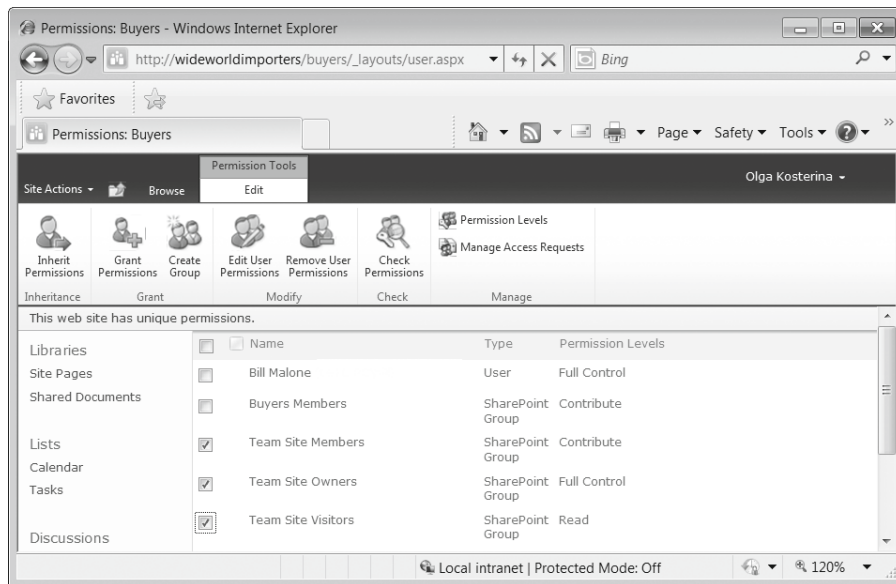 Permissions: Buyers - Windows Internet Explorer
http://wideworldimporters/buyers/_layouts/user.aspx
Bing
Favorites
Permissions: Buyers
Page
Safety
Tools
Permission Tools
Site Actions
Browse
Edit
Olga Kosterina
Inherit Permissions
Grant Permissions
Create Group
Edit User Permissions
Remove User Permissions
Check Permissions
Permission Levels
Manage Access Requests
Inheritance
Grant
Modify
Check
Manage
This web site has unique permissions.
Libraries
Site Pages
Shared Documents
Lists
Calendar
Tasks
Discussions
Name Type Permission Levels
Bill Malone User Full Control
Buyers Members SharePoint Group Contribute
Team Site Members SharePoint Group Contribute
Team Site Owners SharePoint Group Full Control
Team Site Visitors SharePoint Group Read
Local intranet | Protected Mode: Off
120%